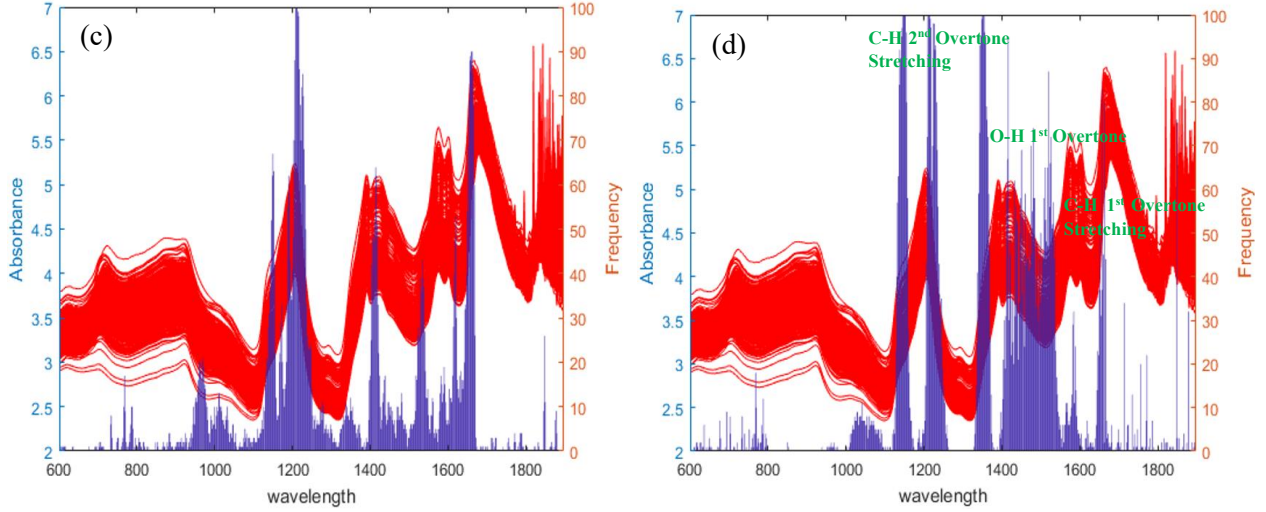 (c)
7
6.5
6
5.5
5
4.5
4
3.5
3
2.5
2
Absorbance
100
90
80
70
60
50
40
30
20
10
0
Frequency
600 800 1000 1200 1400 1600 1800
wavelength
(d)
C-H 2nd Overtone
Stretching
O-H 1st Overtone
C-H 1st Overtone
Stretching
7
6.5
6
5.5
5
4.5
4
3.5
3
2.5
2
Absorbance
100
90
80
70
60
50
40
30
20
10
0
Frequency
600 800 1000 1200 1400 1600 1800
wavelength